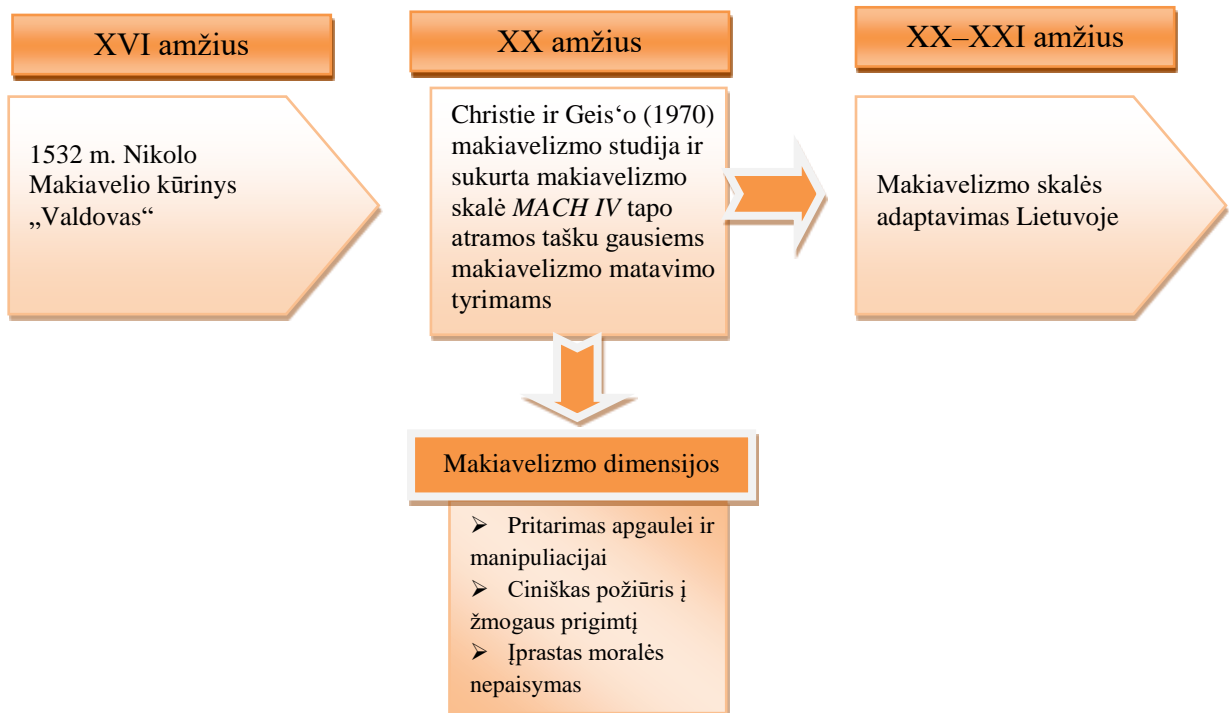 XVI amžius
1532 m. Nikolo
Makiavelio kūrinys
„Valdovas“
XX amžius
Christie ir Geis‘o (1970)
makiavelizmo studija ir
sukurta makiavelizmo
skalė MACH IV tapo
atramos tašku gausiems
makiavelizmo matavimo
tyrimams
XX–XXI amžius
Makiavelizmo skalės
adaptavimas Lietuvoje
Makiavelizmo dimensijos
➢ Pritarimas apgaulei ir
manipuliacijai
➢ Ciniškas požiūris į
žmogaus prigimtį
➢ Įprastas moralės
nepaisymas